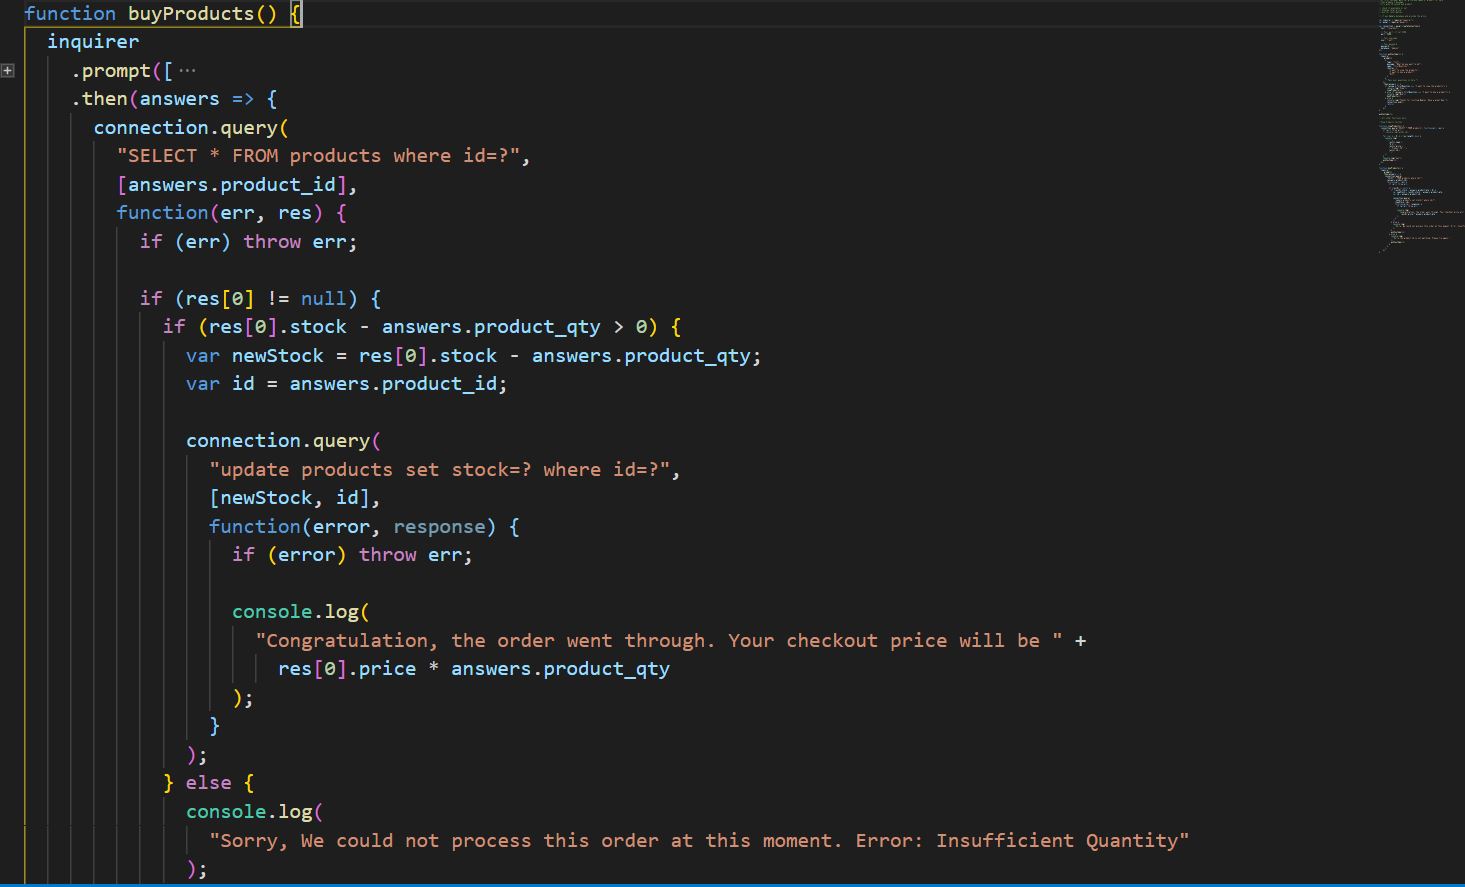 function buyProducts() {
inquirer
.prompt([ ···
.then(answers => {
connection.query(
"SELECT * FROM products where id=?",
[answers.product_id],
function(err, res) {
if (err) throw err;
if (res[0] != null) {
if (res[0].stock - answers.product_qty > 0) {
var newStock = res[0].stock - answers.product_qty;
var id = answers.product_id;
connection.query(
"update products set stock=? where id=?",
[newStock, id],
function(error, response) {
if (error) throw err;
console.log(
"Congratulation, the order went through. Your checkout price will be " +
res[0].price * answers.product_qty
);
}
);
} else {
console.log(
"Sorry, We could not process this order at this moment. Error: Insufficient Quantity"
);